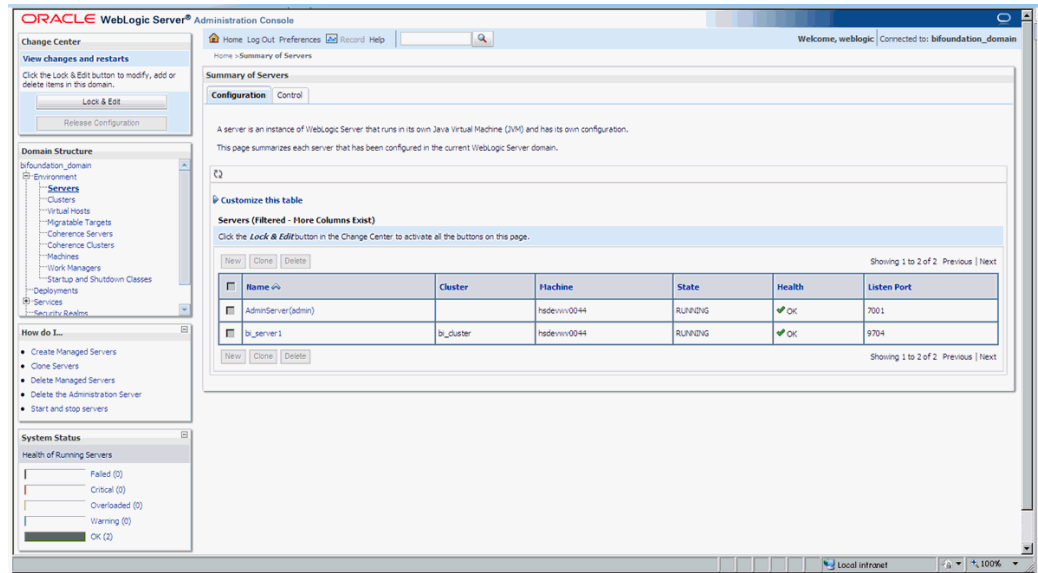 ORACLE WebLogic Server® Administration Console
Change Center
View changes and restarts
Click the Lock & Edit button to modify, add or
delete items in this domain.
Lock & Edit
Release Configuration
Domain Structure
bifoundation_domain
Environment
Servers
Clusters
Virtual Hosts
Migratable Targets
Coherence Servers
Coherence Clusters
Machines
Work Managers
Startup and Shutdown Classes
Deployments
Services
Security Realms
How do I...
Create Managed Servers
Clone Servers
Delete Managed Servers
Delete the Administration Server
Start and stop servers
System Status
Health of Running Servers
Failed (0)
Critical (0)
Overloaded (0)
Warning (0)
OK (2)
Home Log Out Preferences Record Help
Welcome, weblogic Connected to: bifoundation_domain
Home >Summary of Servers
Summary of Servers
Configuration Control
A server is an instance of WebLogic Server that runs in its own Java Virtual Machine (JVM) and has its own configuration.
This page summarizes each server that has been configured in the current WebLogic Server domain.
Customize this table
Servers (Filtered - More Columns Exist)
Click the Lock & Edit button in the Change Center to activate all the buttons on this page.
New Clone Delete Showing 1 to 2 of 2 Previous | Next
Name Cluster Machine State Health Listen Port
AdminServer(admin) hsdevwv0044 RUNNING OK 7001
bi_server1 bi_cluster hsdevwv0044 RUNNING OK 9704
New Clone Delete Showing 1 to 2 of 2 Previous | Next
Local intranet 100%